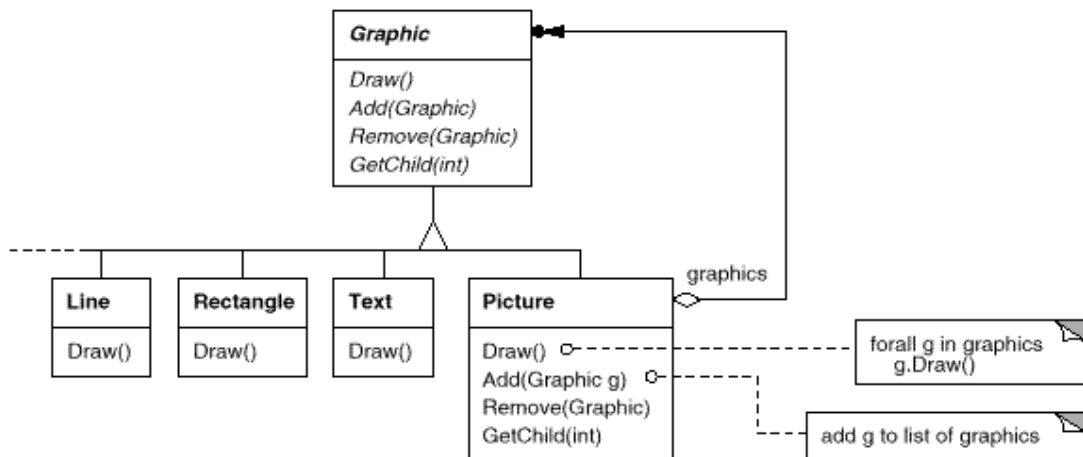 Graphic
Draw()
Add(Graphic)
Remove(Graphic)
GetChild(int)
graphics
Line
Draw()
Rectangle
Draw()
Text
Draw()
Picture
Draw()
Add(Graphic g)
Remove(Graphic)
GetChild(int)
forall g in graphics
g.Draw()
add g to list of graphics